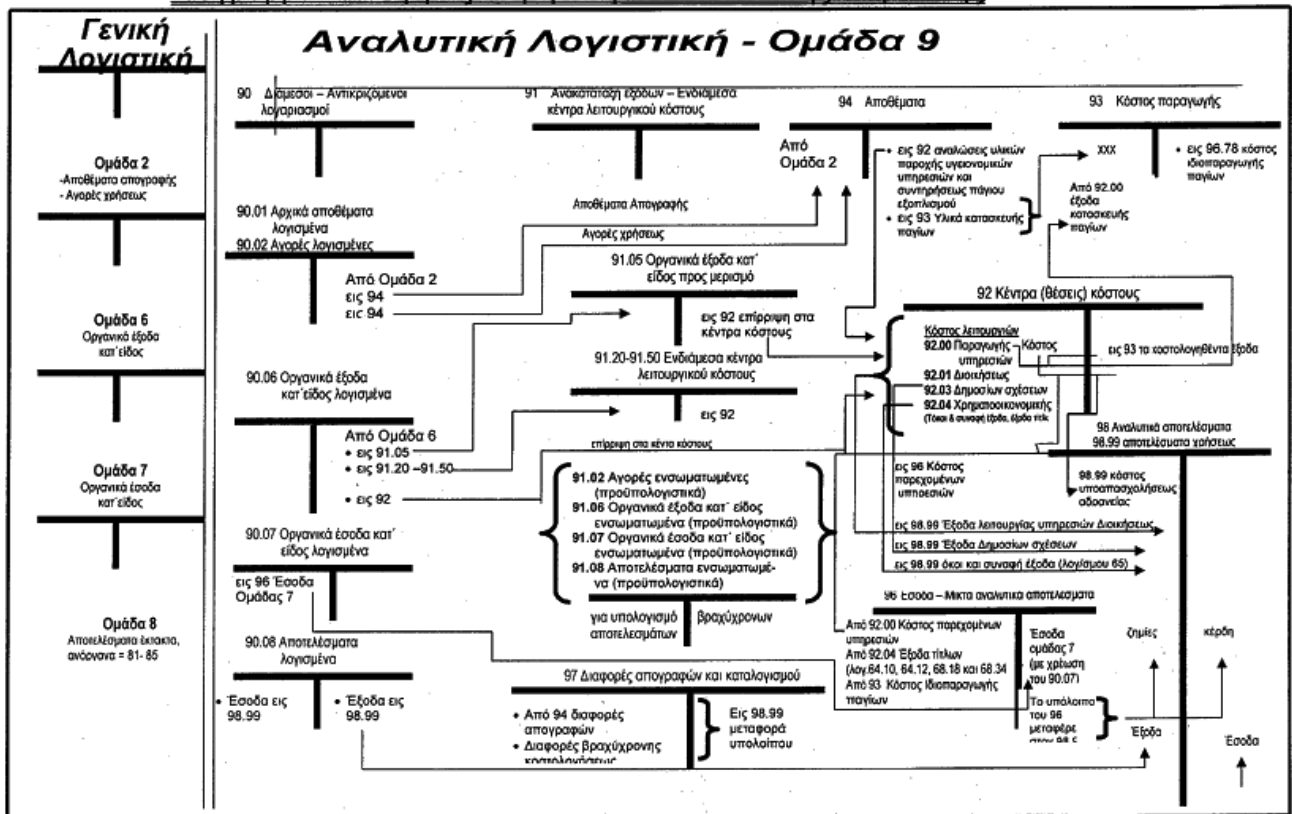 Γενική
Λογιστική
Αναλυτική Λογιστική - Ομάδα 9
Ομάδα 2
-Αποθέματα απογραφής
- Αγορές χρήσεως
Ομάδα 6
Οργανικά έξοδα
κατ΄είδος
Ομάδα 7
Οργανικά έσοδα
κατ΄είδος
Ομάδα 8
Αποτελέσματα έκτακτα,
ανόργανα = 81- 85
90 Διάμεσοι – Αντικριζόμενοι
λογαριασμοί
90.01 Αρχικά αποθέματα
λογισμένα
90.02 Αγορές λογισμένες
Από Ομάδα 2
εις 94
εις 94
90.06 Οργανικά έξοδα
κατ΄είδος λογισμένα
Από Ομάδα 6
• εις 91.05
• εις 91.20 –91.50
• εις 92
90.07 Οργανικά έσοδα κατ΄
είδος λογισμένα
εις 96 Έσοδα
Ομάδας 7
90.08 Αποτελέσματα
λογισμένα
• Έσοδα εις
98.99
• Έξοδα εις
98.99
91 Ανακατάταξη εξόδων – Ενδιάμεσα
κέντρα λειτουργικού κόστους
Αποθέματα Απογραφής
Αγορές χρήσεως
91.05 Οργανικά έξοδα κατ΄
είδος προς μερισμό
εις 92 επίρριψη στα
κέντρα κόστους
91.20-91.50 Ενδιάμεσα κέντρα
λειτουργικού κόστους
εις 92
επίρριψη στα κέντα κόστους
91.02 Αγορές ενσωματωμένες
(προϋπολογιστικά)
91.06 Οργανικά έξοδα κατ΄ είδος
ενσωματωμένα (προϋπολογιστικά)
91.07 Οργανικά έσοδα κατ΄ είδος
ενσωματωμένα (προϋπολογιστικά)
91.08 Αποτελέσματα ενσωματωμέ-
να (προϋπολογιστικά)
για υπολογισμό βραχύχρονων
αποτελεσμάτων
97 Διαφορές απογραφών και καταλογισμού
• Από 94 διαφορές
απογραφών
• Διαφορές βραχύχρονης
κοστολογήσεως
Εις 98.99
μεταφορά
υπολοίπου
94 Αποθέματα
Από
Ομάδα 2
• εις 92 αναλώσεις υλικών
παροχής υγειονομικών
υπηρεσιών και
συντηρήσεως πάγιου
εξοπλισμού
• εις 93 Υλικά κατασκευής
παγίων
93 Κόστος παραγωγής
xxx
• εις 96.78 κόστος
ιδιοπαραγωγής
παγίων
Από 92.00
έξοδα
κατασκευής
παγίων
92 Κέντρα (θέσεις) κόστους
Κόστος λειτουργιών
92.00 Παραγωγής Κόστος
υπηρεσιών
92.01 Διοικήσεως
92.03 Δημοσίων σχέσεων
92.04 Χρηματοοικονομικής
(Τόκοι & συναφή έξοδα, έξοδα τίτλ
εις 93 τα κοστολογηθέντα έξοδα
98 Αναλυτικά αποτελέσματα
98.99 αποτελέσματα χρήσεως
εις 96 Κόστος
παρεχομένων
υπηρεσιών
98.99 κόστος
υποαπασχολήσεως
αδρανείας
εις 98.99 Έξοδα λειτουργίας υπηρεσιών Διοικήσεως
εις 98.99 Έξοδα Δημοσίων σχέσεων
εις 98.99 όκοι και συναφή έξοδα (λογ/σμου 65)
96 Έσοδα – Μικτά αναλυτικά αποτελέσματα
Από 92.00 Κόστος παρεχομένων
υπηρεσιών
Από 92.04 Έξοδα τίτλων
(λογ.64.10, 64.12, 68.18 και 68.34
Από 93 Κόστος Ιδιοπαραγωγής
παγίων
Έσοδα
ομάδας 7
(με χρέωση
του 90.07)
Τα υπόλοιπα
του 96
μεταφέρε
ζημίες
κέρδη
Έξοδα
Έσοδα